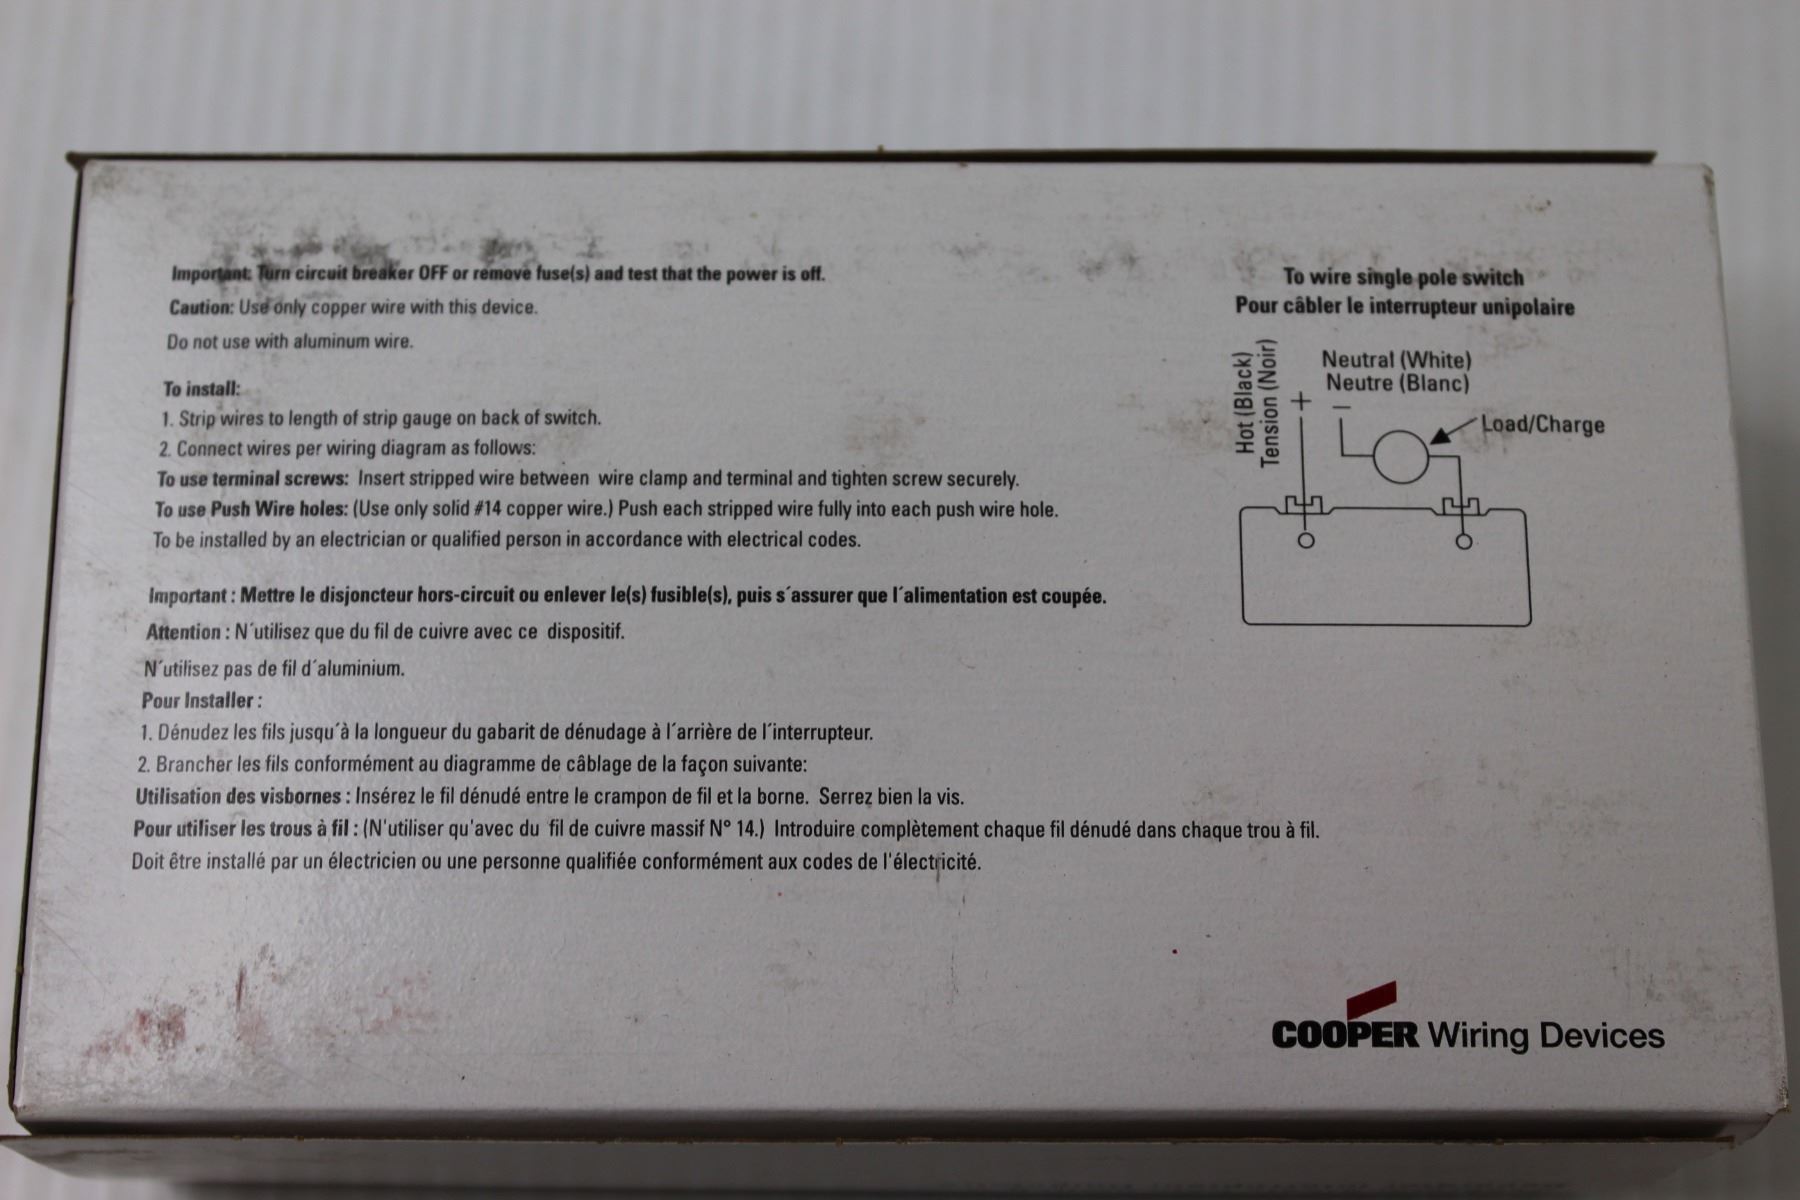 Important: Turn circuit breaker OFF or remove fuse(s) and test that the power is off.
Caution: Use only copper wire with this device.
Do not use with aluminum wire.
To install:
1. Strip wires to length of strip gauge on back of switch.
2. Connect wires per wiring diagram as follows:
To use terminal screws: Insert stripped wire between wire clamp and terminal and tighten screw securely.
To use Push Wire holes: (Use only solid #14 copper wire.) Push each stripped wire fully into each push wire hole.
To be installed by an electrician or qualified person in accordance with electrical codes.
Important : Mettre le disjoncteur hors-circuit ou enlever le(s) fusible(s), puis s´assurer que l´alimentation est coupée.
Attention : N´utilisez que du fil de cuivre avec ce dispositif.
N´utilisez pas de fil d´aluminium.
Pour Installer :
1. Dénudez les fils jusqu´à la longueur du gabarit de dénudage à l´arrière de l´interrupteur.
2. Brancher les fils conformément au diagramme de câblage de la façon suivante:
Utilisation des visbornes : Insérez le fil dénudé entre le crampon de fil et la borne. Serrez bien la vis.
Pour utiliser les trous à fil : (N'utiliser qu'avec du fil de cuivre massif N° 14.) Introduire complètement chaque fil dénudé dans chaque trou à fil.
Doit être installé par un électricien ou une personne qualifiée conformément aux codes de l'électricité.
To wire single pole switch
Pour câbler le interrupteur unipolaire
Hot (Black)
Tension (Noir)
+
Neutral (White)
Neutre (Blanc)
−
Load/Charge
COOPER Wiring Devices